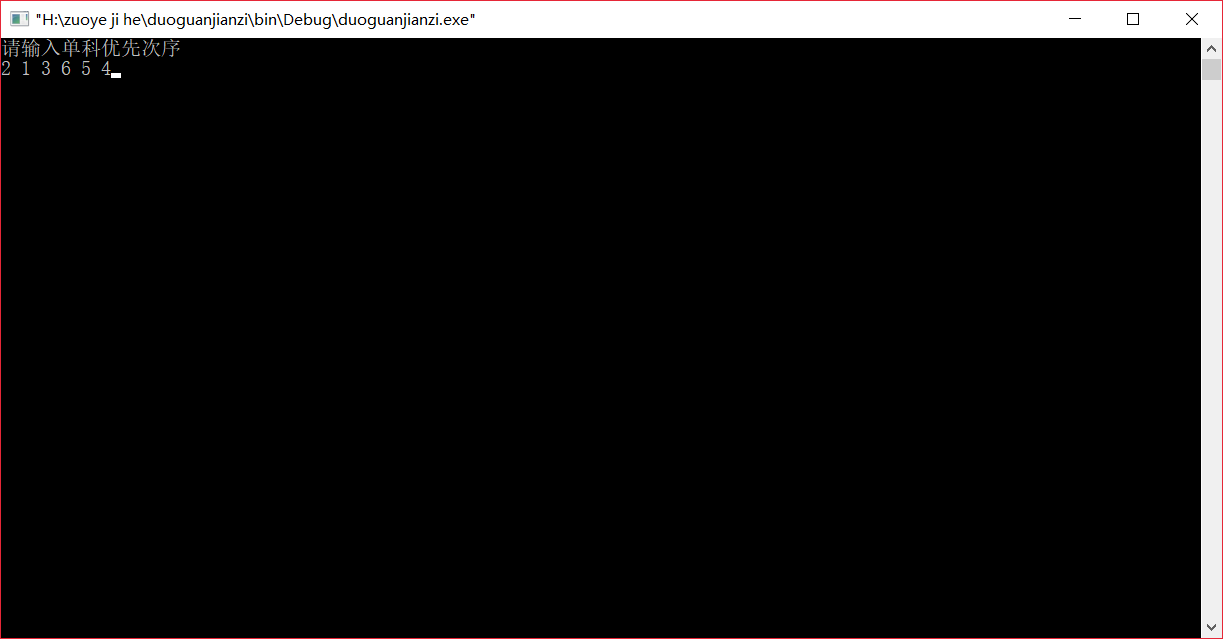 "H:\zuoye ji he\duoguanjianzi\bin\Debug\duoguanjianzi.exe"
请输入单科优先次序
2 1 3 6 5 4